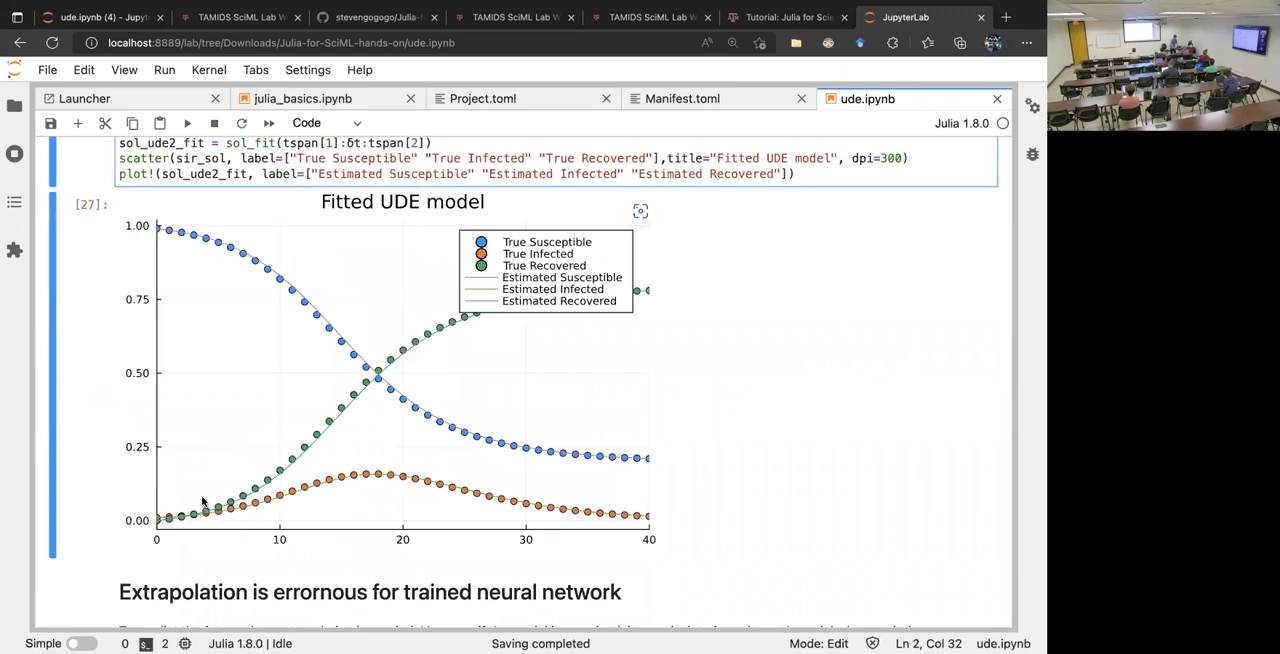 ude.ipynb (4) - Jupyt
TAMIDS SciML Lab W
stevengogogo/Julia-
TAMIDS SciML Lab W
TAMIDS SciML Lab W
Tutorial: Julia for Scie
JupyterLab
localhost:8889/lab/tree/Downloads/Julia-for-SciML-hands-on/ude.ipynb
File Edit View Run Kernel Tabs Settings Help
Launcher
julia_basics.ipynb
Project.toml
Manifest.toml
ude.ipynb
Code
Julia 1.8.0
sol_ude2_fit = sol_fit(tspan[1]:δt:tspan[2])
scatter(sir_sol, label=["True Susceptible" "True Infected" "True Recovered"],title="Fitted UDE model", dpi=300)
plot!(sol_ude2_fit, label=["Estimated Susceptible" "Estimated Infected" "Estimated Recovered"])
[27]:
Fitted UDE model
1.00
0.75
0.50
0.25
0.00
0 10 20 30 40
True Susceptible
True Infected
True Recovered
Estimated Susceptible
Estimated Infected
Estimated Recovered
Extrapolation is errornous for trained neural network
Simple 0 2 Julia 1.8.0 | Idle Saving completed Mode: Edit Ln 2, Col 32 ude.ipynb